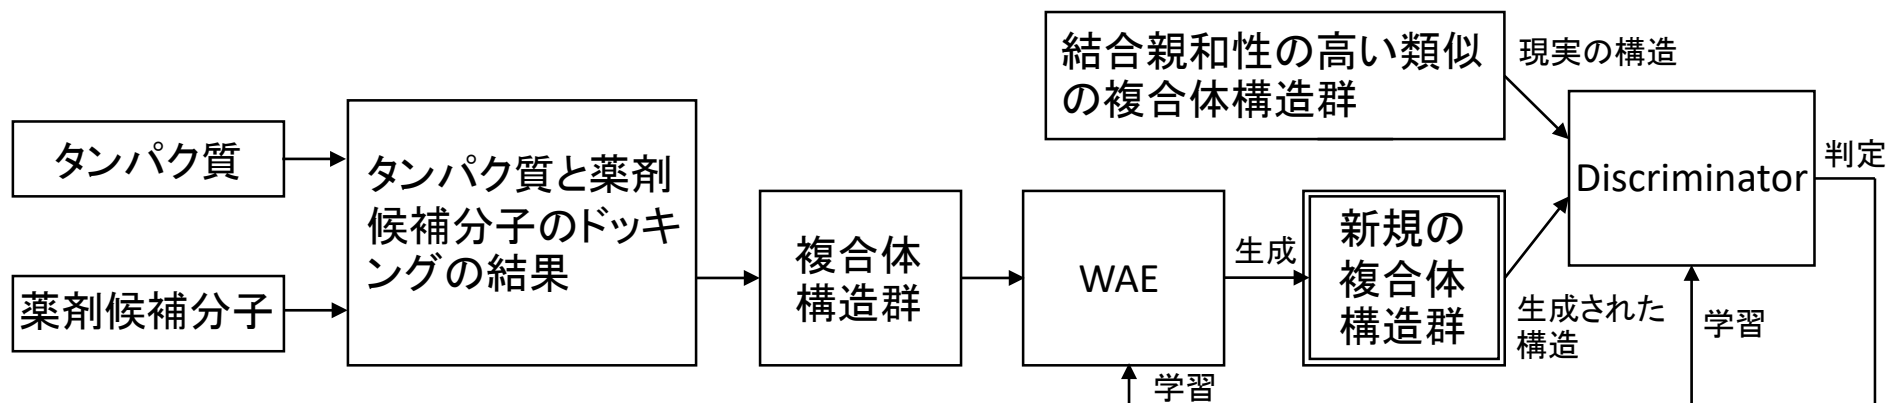 タンパク質
薬剤候補分子
タンパク質と薬剤
候補分子のドッキ
ングの結果
複合体
構造群
WAE
学習
生成
新規の
複合体
構造群
結合親和性の高い類似
の複合体構造群
現実の構造
生成された
構造
Discriminator
判定
学習